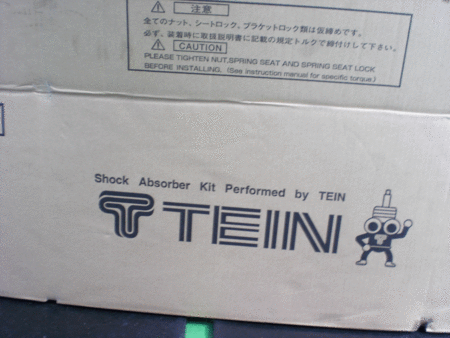 注意
全てのナット、シートロック、ブラケットロック類は仮締めです。
必ず、装着時に取扱説明書に記載の規定トルクで締付けして下さい。
CAUTION
PLEASE TIGHTEN NUT,SPRING SEAT AND SPRING SEAT LOCK
BEFORE INSTALLING. (See instruction manual for specific torque.)
Shock Absorber Kit Performed by TEIN
TEIN